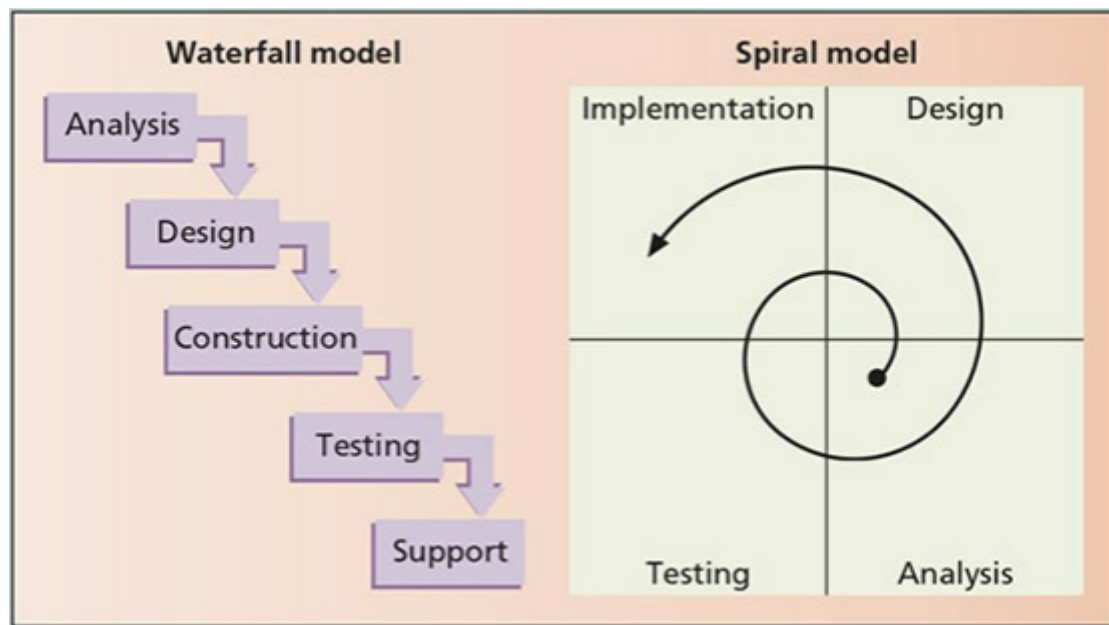 Waterfall model
Analysis
Design
Construction
Testing
Support
Spiral model
Implementation
Design
Testing
Analysis